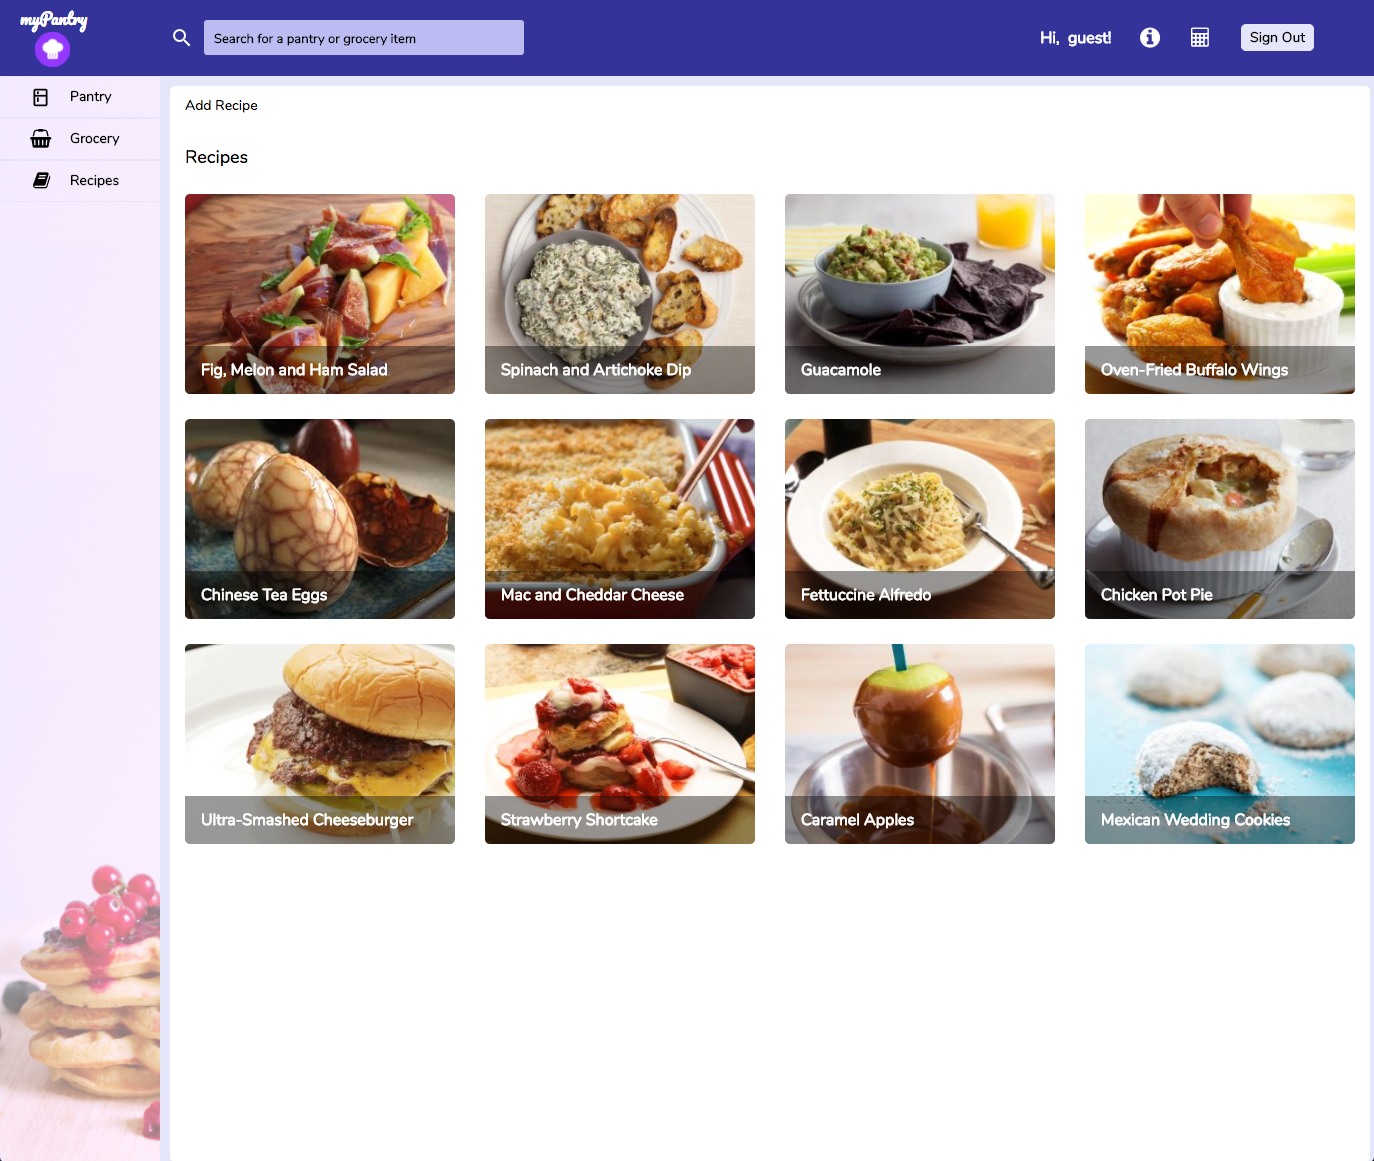 myPantry
Search for a pantry or grocery item
Hi, guest!
Sign Out
Pantry
Grocery
Recipes
Add Recipe
Recipes
Fig, Melon and Ham Salad
Spinach and Artichoke Dip
Guacamole
Oven-Fried Buffalo Wings
Chinese Tea Eggs
Mac and Cheddar Cheese
Fettuccine Alfredo
Chicken Pot Pie
Ultra-Smashed Cheeseburger
Strawberry Shortcake
Caramel Apples
Mexican Wedding Cookies